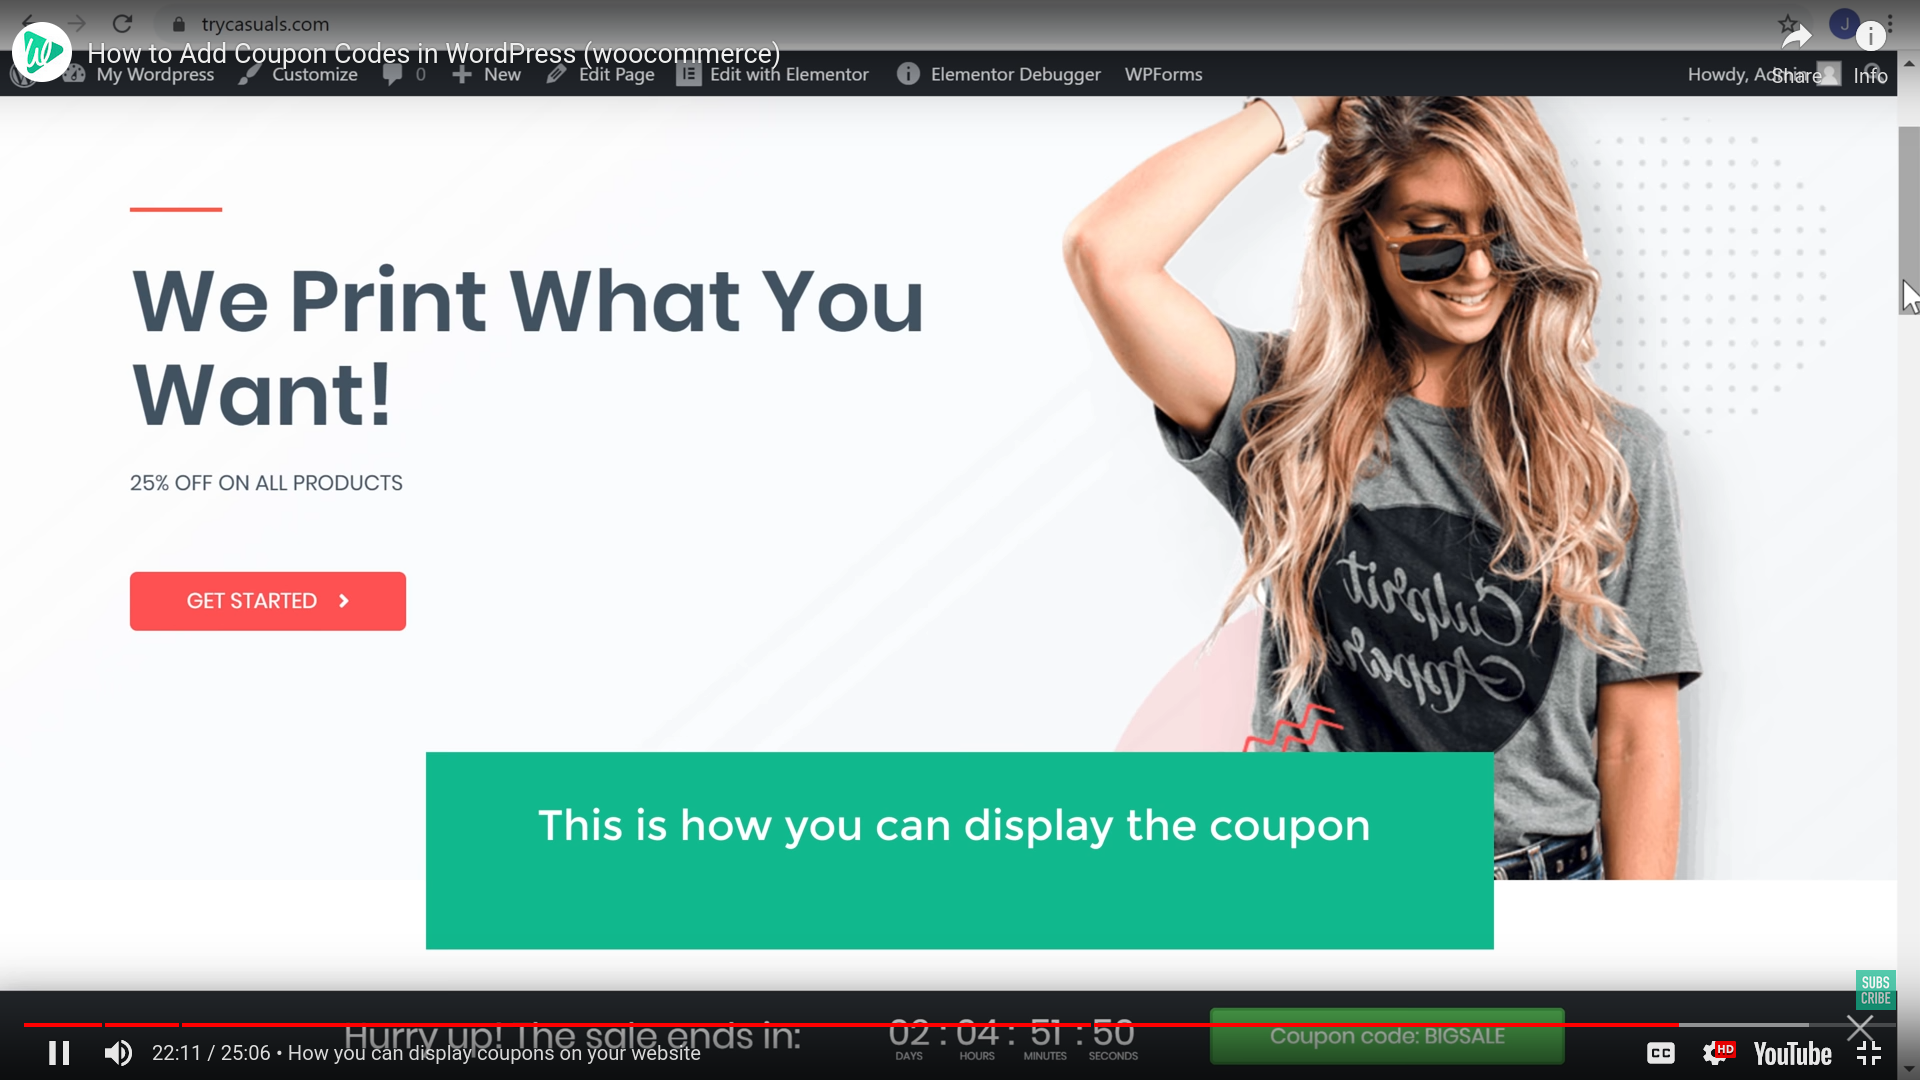 trycasuals.com
J
How to Add Coupon Codes in WordPress (woocommerce)
My Wordpress Customize 0 New Edit Page Edit with Elementor Elementor Debugger WPForms Howdy, Admin
Share Info
We Print What You
Want!
25% OFF ON ALL PRODUCTS
GET STARTED
Culprit
Apparel
This is how you can display the coupon
SUBS
CRIBE
Hurry up! The sale ends in: 02 : 04 : 51 : 50
DAYS HOURS MINUTES SECONDS
Coupon code: BIGSALE
22:11 / 25:06 • How you can display coupons on your website
CC HD YouTube